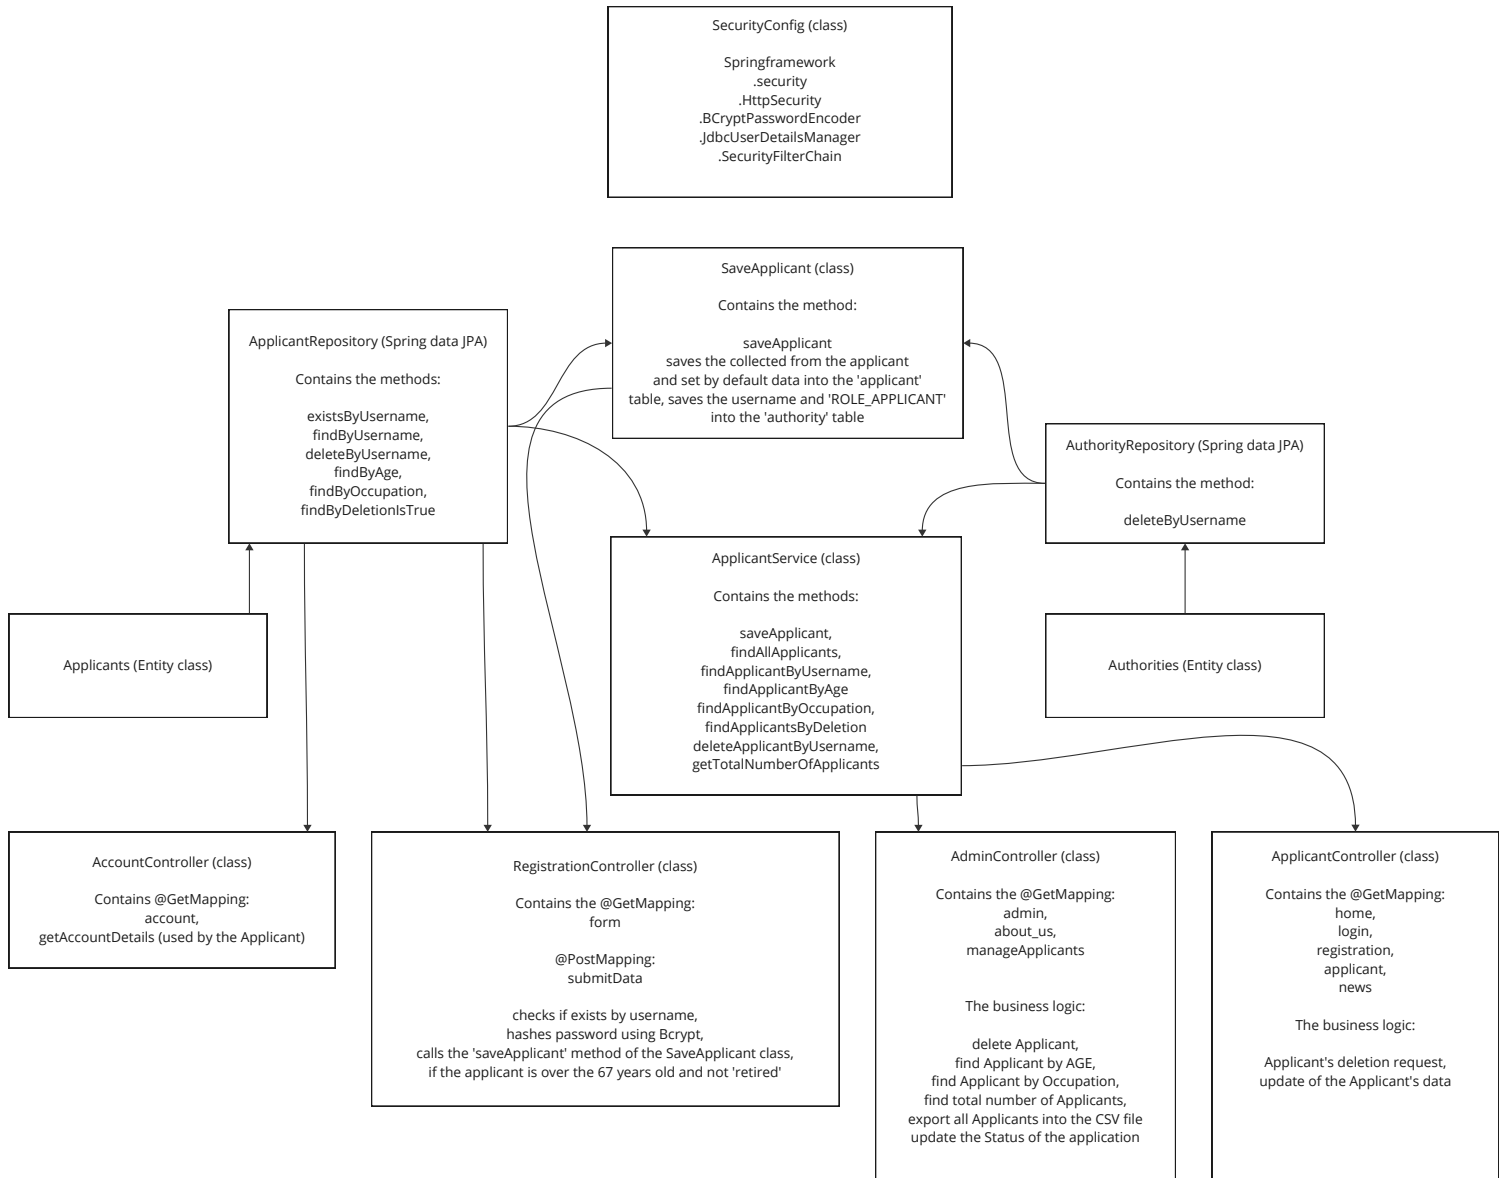 SecurityConfig (class)
Springframework
.security
.HttpSecurity
.BCryptPasswordEncoder
.JdbcUserDetailsManager
.SecurityFilterChain
SaveApplicant (class)
Contains the method:
saveApplicant
saves the collected from the applicant
and set by default data into the 'applicant'
table, saves the username and 'ROLE_APPLICANT'
into the 'authority' table
ApplicantRepository (Spring data JPA)
Contains the methods:
existsByUsername,
findByUsername,
deleteByUsername,
findByAge,
findByOccupation,
findByDeletionIsTrue
AuthorityRepository (Spring data JPA)
Contains the method:
deleteByUsername
ApplicantService (class)
Contains the methods:
saveApplicant,
findAllApplicants,
findApplicantByUsername,
findApplicantByAge
findApplicantByOccupation,
findApplicantsByDeletion
deleteApplicantByUsername,
getTotalNumberOfApplicants
Applicants (Entity class)
Authorities (Entity class)
AccountController (class)
Contains @GetMapping:
account,
getAccountDetails (used by the Applicant)
RegistrationController (class)
Contains the @GetMapping:
form
@PostMapping:
submitData
checks if exists by username,
hashes password using Bcrypt,
calls the 'saveApplicant' method of the SaveApplicant class,
if the applicant is over the 67 years old and not 'retired'
AdminController (class)
Contains the @GetMapping:
admin,
about_us,
manageApplicants
The business logic:
delete Applicant,
find Applicant by AGE,
find Applicant by Occupation,
find total number of Applicants,
export all Applicants into the CSV file
update the Status of the application
ApplicantController (class)
Contains the @GetMapping:
home,
login,
registration,
applicant,
news
The business logic:
Applicant's deletion request,
update of the Applicant's data